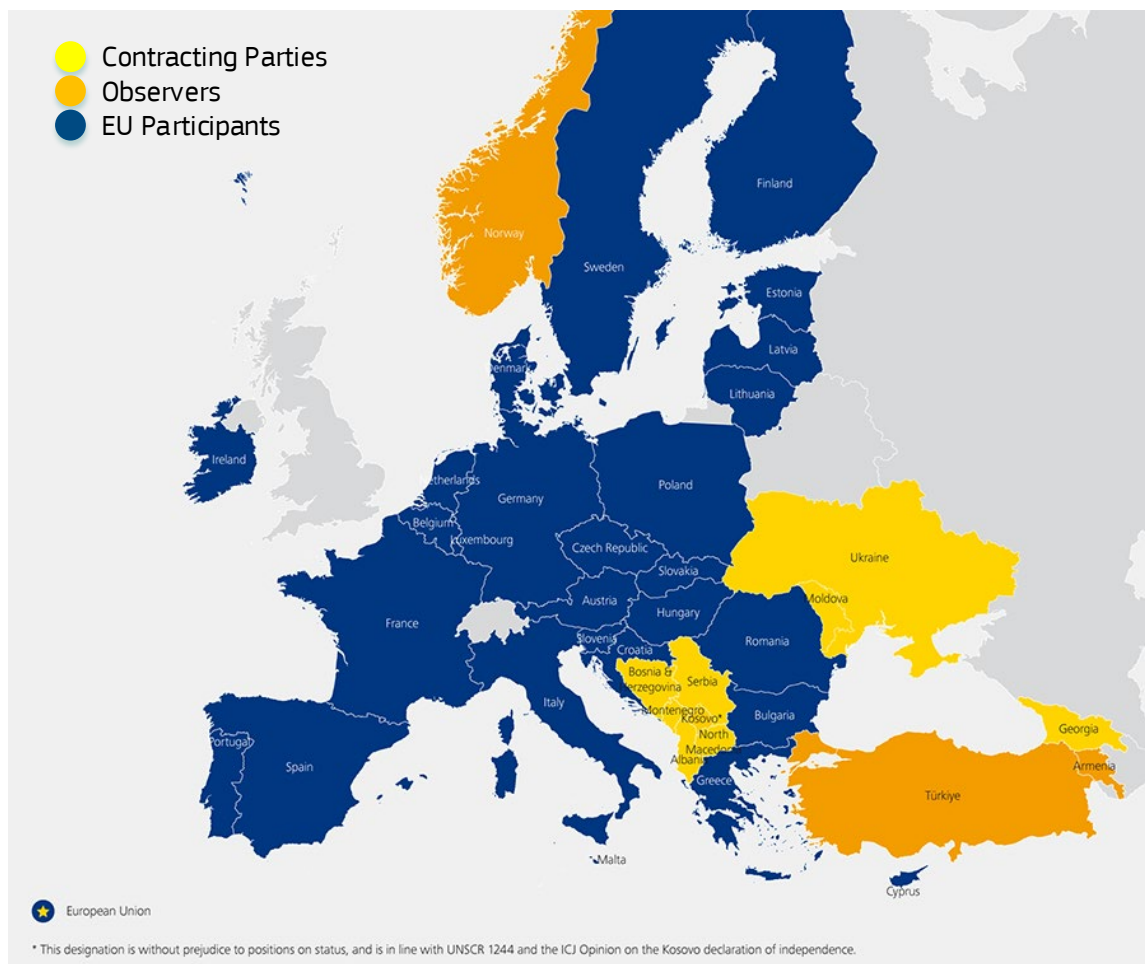 Contracting Parties
Observers
EU Participants
Finland
Norway
Sweden
Estonia
Latvia
Denmark
Lithuania
Ireland
Netherlands
Poland
Germany
Belgium
Luxembourg
Czech Republic
Ukraine
Slovakia
Austria
Moldova
Hungary
France
Slovenia
Romania
Croatia
Bosnia &
Herzegovina
Serbia
Italy
Montenegro
Kosovo*
Bulgaria
Georgia
North
Macedonia
Portugal
Albania
Spain
Armenia
Greece
Türkiye
Malta
Cyprus
European Union
* This designation is without prejudice to positions on status, and is in line with UNSCR 1244 and the ICJ Opinion on the Kosovo declaration of independence.